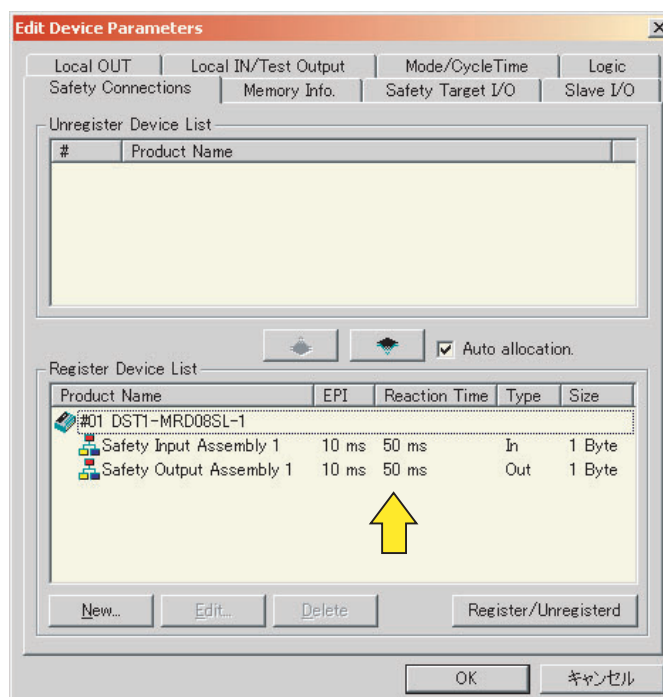 Edit Device Parameters
Local OUT Local IN/Test Output Mode/CycleTime Logic
Safety Connections Memory Info. Safety Target I/O Slave I/O
Unregister Device List
# Product Name
Auto allocation.
Register Device List
Product Name EPI Reaction Time Type Size
#01 DST1-MRD08SL-1
Safety Input Assembly 1 10 ms 50 ms In 1 Byte
Safety Output Assembly 1 10 ms 50 ms Out 1 Byte
New... Edit... Delete Register/Unregisterd
OK キャンセル